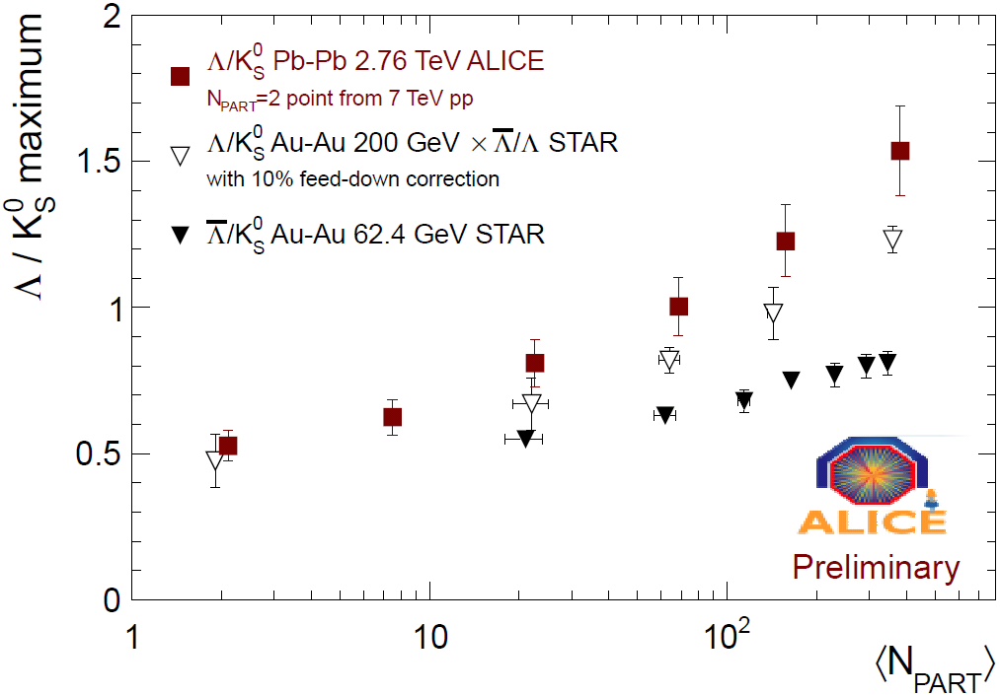 2
Λ/K⁰S Pb-Pb 2.76 TeV ALICE
NPART=2 point from 7 TeV pp
Λ/K⁰S Au-Au 200 GeV × Λ̅/Λ STAR
with 10% feed-down correction
Λ̅/K⁰S Au-Au 62.4 GeV STAR
Λ / K⁰S maximum
1.5
1
0.5
0
ALICE
Preliminary
1
10
10²
⟨NPART⟩